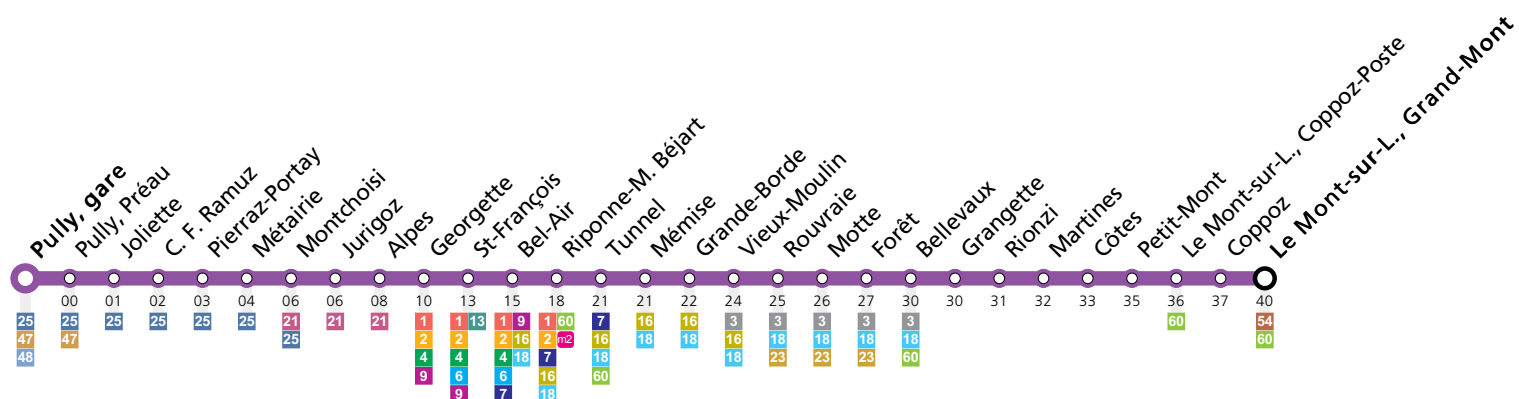 Pully, gare
Pully, Préau
Joliette
C. F. Ramuz
Pierraz-Portay
Métairie
Montchoisi
Jurigoz
Alpes
Georgette
St-François
Bel-Air
Riponne-M. Béjart
Tunnel
Mémise
Grande-Borde
Vieux-Moulin
Rouvraie
Motte
Forêt
Bellevaux
Grangette
Rionzi
Martines
Côtes
Petit-Mont
Le Mont-sur-L., Coppoz-Poste
Coppoz
Le Mont-sur-L., Grand-Mont
00 01 02 03 04 06 06 08 10 13 15 18 21 21 22 24 25 26 27 30 30 31 32 33 35 36 37 40
25 25 25 25 25 25 21 21 21 1 1 13 1 9 1 60 7 16 16 3 3 3 3 3 60 54
47 47 25 2 2 2 16 2 m2 16 18 18 16 18 18 18 18 60
48 4 4 4 18 7 18 18 23 23 23 60
9 6 6 16 60
9 7 18